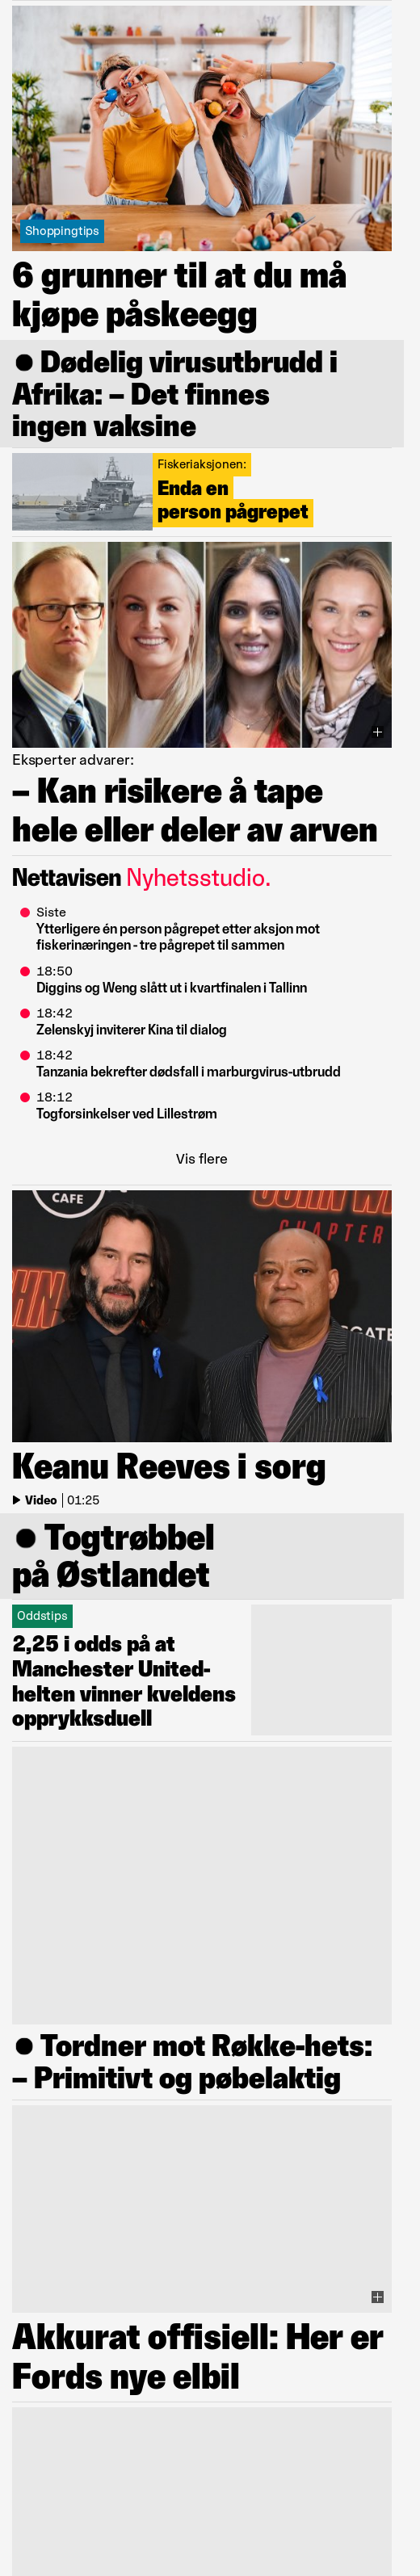 Shoppingtips
6 grunner til at du må
kjøpe påskeegg
Dødelig virusutbrudd i
Afrika: – Det finnes
ingen vaksine
Fiskeriaksjonen:
Enda en
person pågrepet
Eksperter advarer:
– Kan risikere å tape
hele eller deler av arven
Nettavisen Nyhetsstudio.
Siste
Ytterligere én person pågrepet etter aksjon mot
fiskerinæringen - tre pågrepet til sammen
18:50
Diggins og Weng slått ut i kvartfinalen i Tallinn
18:42
Zelenskyj inviterer Kina til dialog
18:42
Tanzania bekrefter dødsfall i marburgvirus-utbrudd
18:12
Togforsinkelser ved Lillestrøm
Vis flere
CAFE
CHAPTER
Keanu Reeves i sorg
Video 01:25
Togtrøbbel
på Østlandet
Oddstips
2,25 i odds på at
Manchester United-
helten vinner kveldens
opprykksduell
Tordner mot Røkke-hets:
– Primitivt og pøbelaktig
Akkurat offisiell: Her er
Fords nye elbil